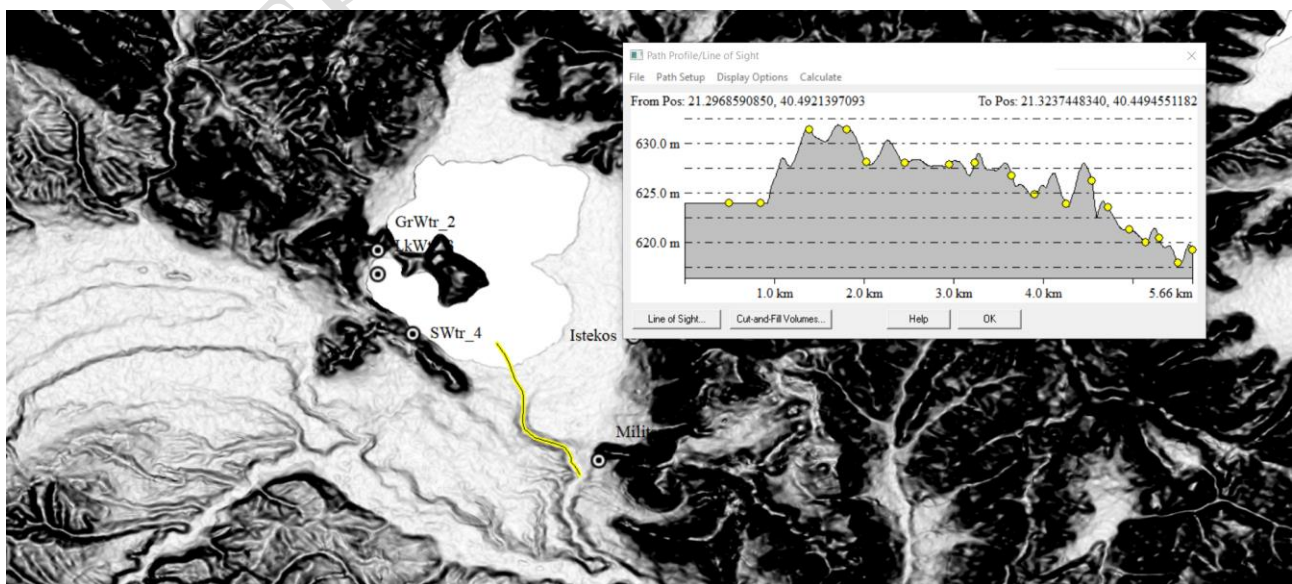 Path Profile/Line of Sight
File Path Setup Display Options Calculate
From Pos: 21.2968590850, 40.4921397093 To Pos: 21.3237448340, 40.4494551182
630.0 m
625.0 m
620.0 m
1.0 km 2.0 km 3.0 km 4.0 km 5.66 km
Line of Sight... Cut-and-Fill Volumes... Help OK
GrWtr_2
SWtr_4
Istekos
Milit